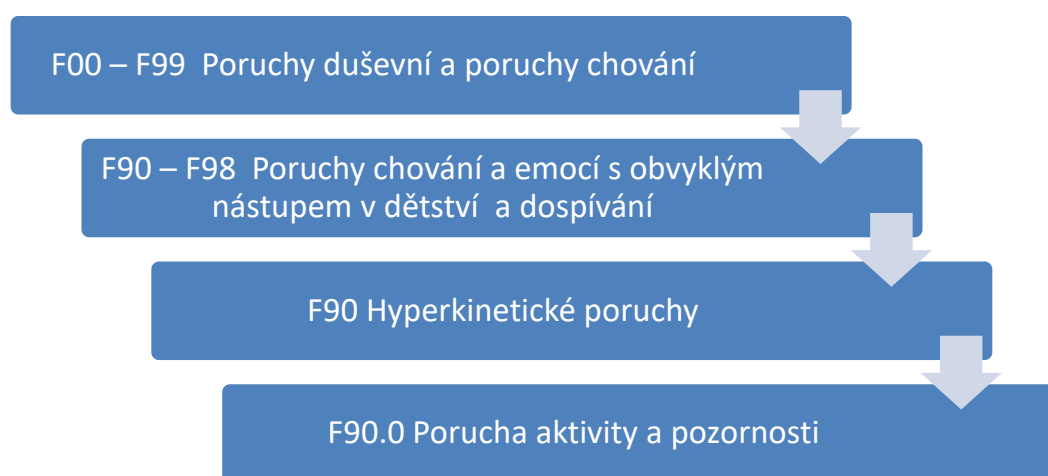 F00 – F99  Poruchy duševní a poruchy chování
F90 – F98  Poruchy chování a emocí s obvyklým
nástupem v dětství  a dospívání
F90 Hyperkinetické poruchy
F90.0 Porucha aktivity a pozornosti